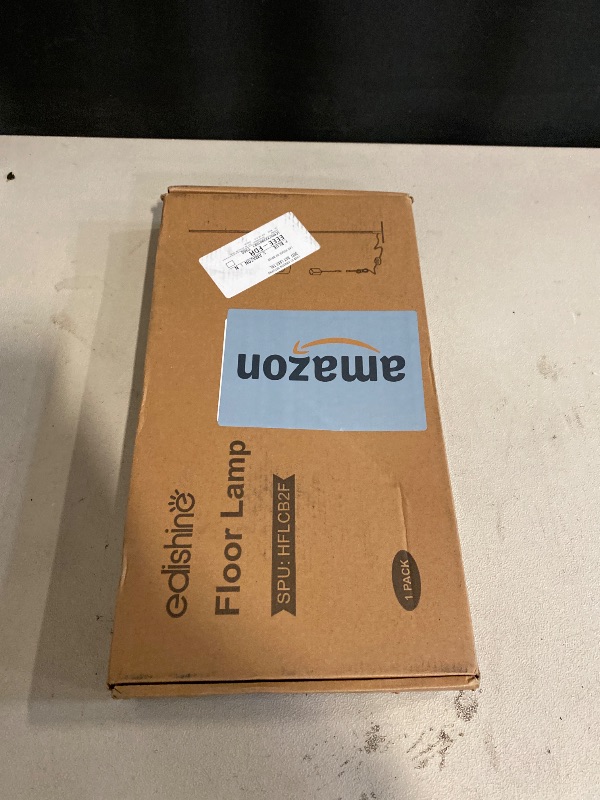 amazon
edishine
Floor Lamp
SPU: HFLCB2F
1 PACK